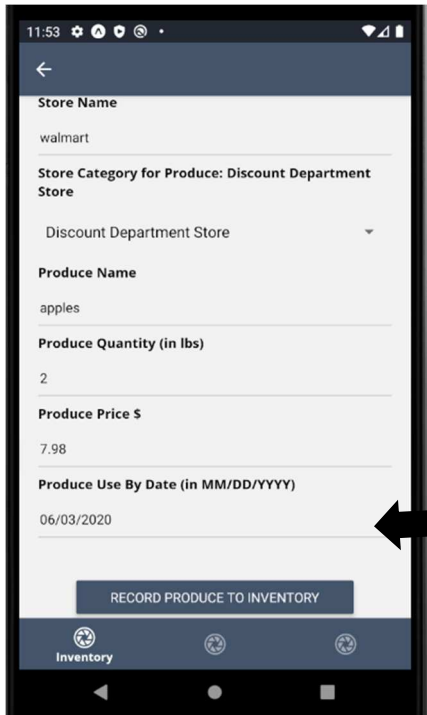 11:53
Store Name
walmart
Store Category for Produce: Discount Department
Store
Discount Department Store
Produce Name
apples
Produce Quantity (in lbs)
2
Produce Price $
7.98
Produce Use By Date (in MM/DD/YYYY)
06/03/2020
RECORD PRODUCE TO INVENTORY
Inventory